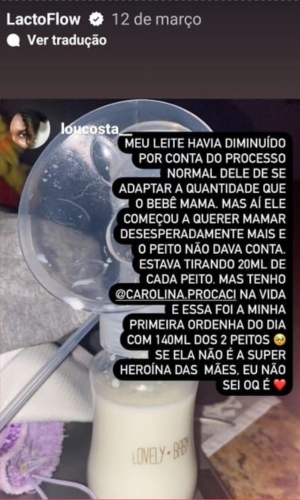 LactoFlow 12 de março
Ver tradução
loucosta_
MEU LEITE HAVIA DIMINUÍDO
POR CONTA DO PROCESSO
NORMAL DELE DE SE
ADAPTAR A QUANTIDADE QUE
O BEBÊ MAMA. MAS AÍ ELE
COMEÇOU A QUERER MAMAR
DESESPERADAMENTE MAIS E
O PEITO NÃO DAVA CONTA.
ESTAVA TIRANDO 20ML DE
CADA PEITO. MAS TENHO
@CAROLINA.PROCACI NA VIDA
E ESSA FOI A MINHA
PRIMEIRA ORDENHA DO DIA
COM 140ML DOS 2 PEITOS 🥹
SE ELA NÃO É A SUPER
HEROÍNA DAS MÃES, EU NÃO
SEI OQ É ❤️
LOVELY + BABY